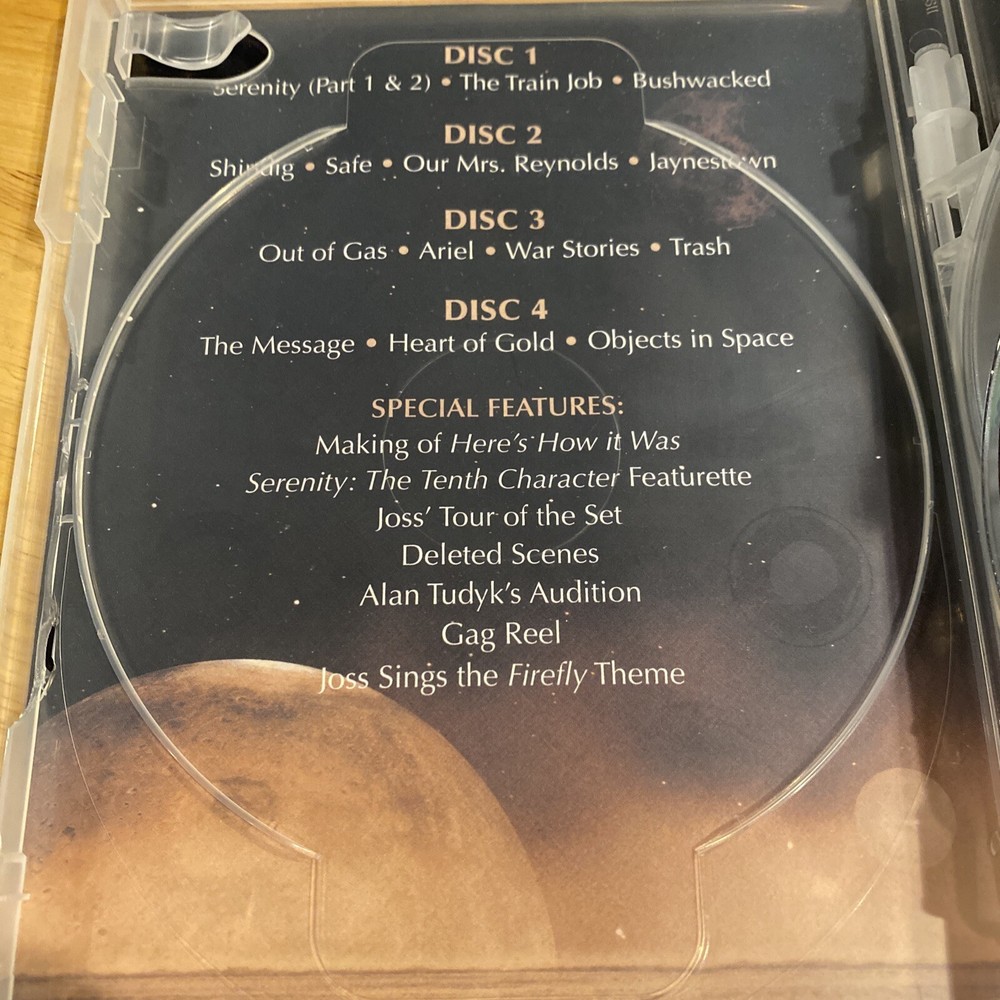 DISC 1
Serenity (Part 1 & 2) • The Train Job • Bushwacked
DISC 2
Shindig • Safe • Our Mrs. Reynolds • Jaynestown
DISC 3
Out of Gas • Ariel • War Stories • Trash
DISC 4
The Message • Heart of Gold • Objects in Space
SPECIAL FEATURES:
Making of Here's How it Was
Serenity: The Tenth Character Featurette
Joss' Tour of the Set
Deleted Scenes
Alan Tudyk's Audition
Gag Reel
Joss Sings the Firefly Theme